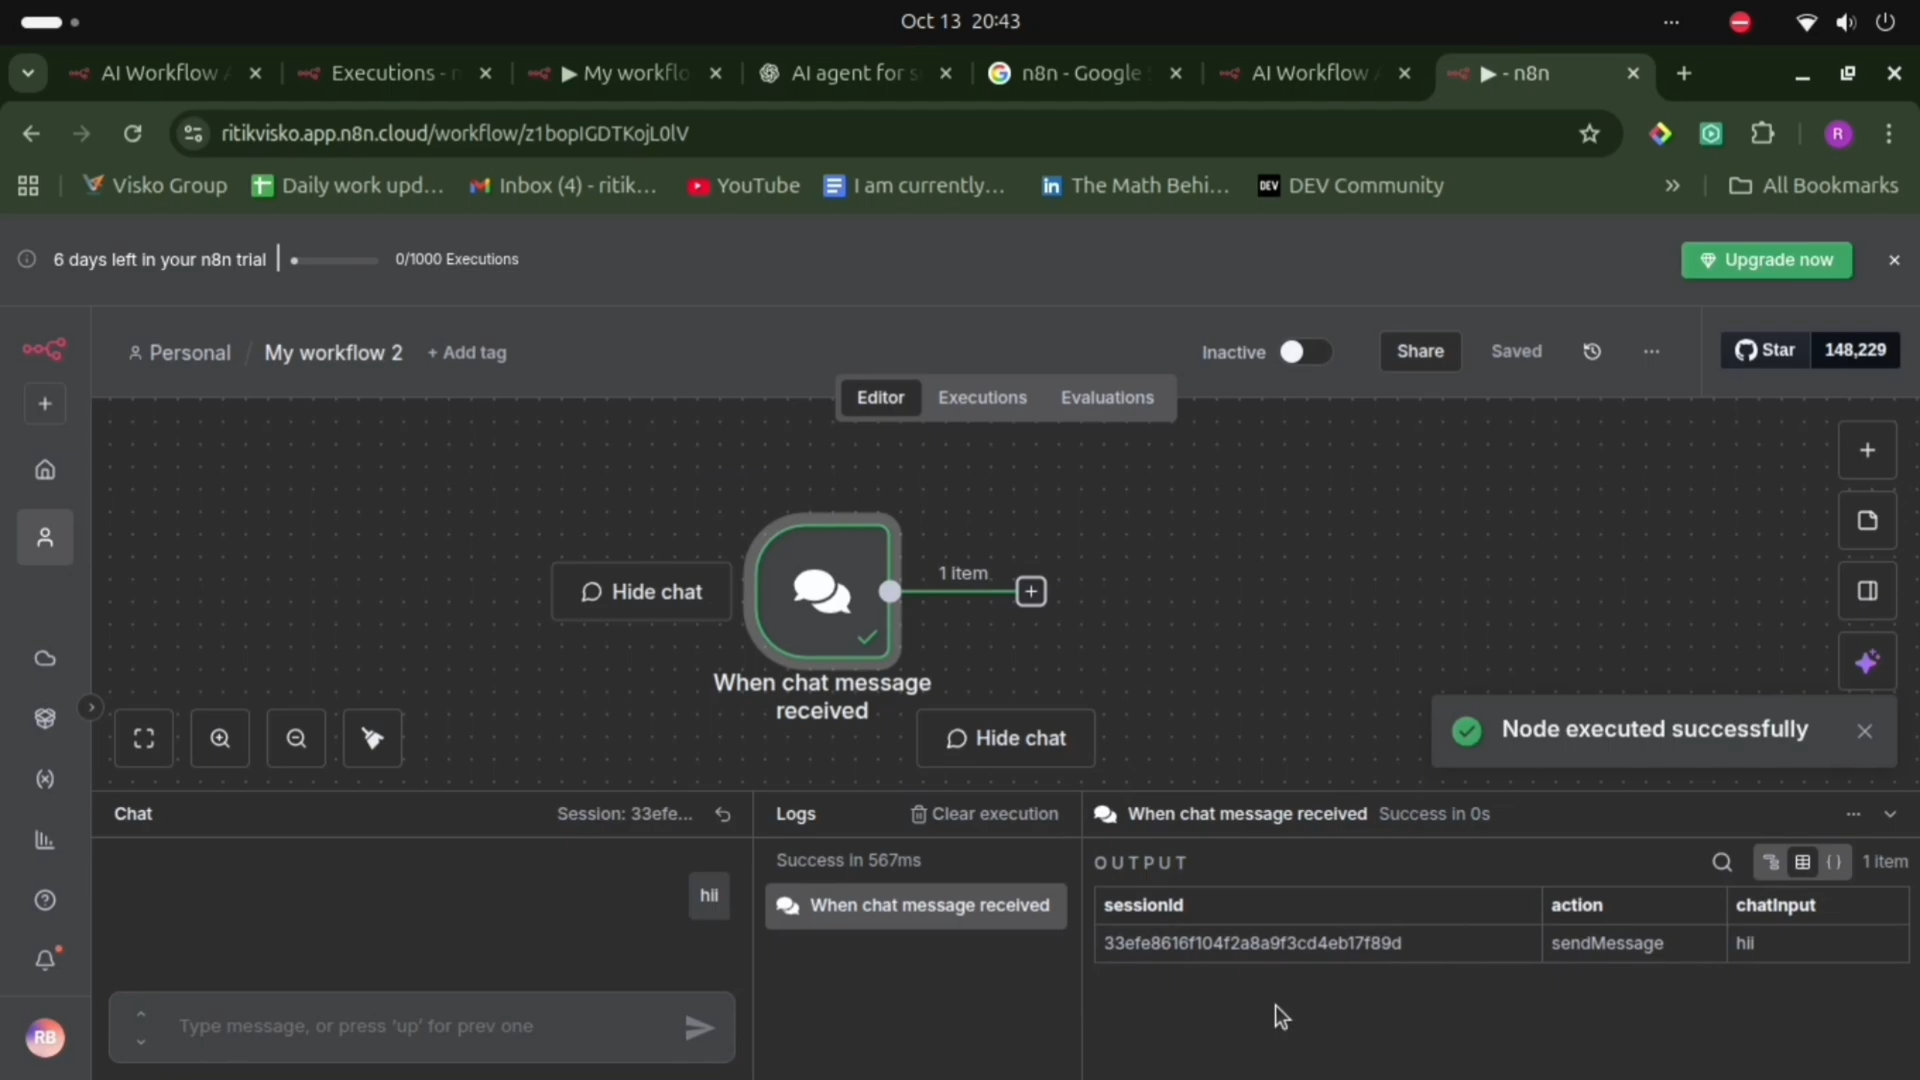 Oct 13 20:43
AI Workflow A
Executions - n
▶ My workflo
AI agent for s
n8n - Google S
AI Workflow A
▶ - n8n
ritikvisko.app.n8n.cloud/workflow/z1bopIGDTKojL0lV
R
Visko Group
Daily work upd...
Inbox (4) - ritik...
YouTube
I am currently...
in The Math Behi...
DEV DEV Community
All Bookmarks
6 days left in your n8n trial
0/1000 Executions
Upgrade now
Personal / My workflow 2 + Add tag
Inactive
Share
Saved
Star 148,229
Editor Executions Evaluations
Hide chat
1 item
When chat message
received
Hide chat
Node executed successfully
Chat
Session: 33efe...
Logs
Clear execution
When chat message received Success in 0s
Success in 567ms
OUTPUT
1 item
hii
When chat message received
sessionId action chatInput
33efe8616f104f2a8a9f3cd4eb17f89d sendMessage hii
Type message, or press ‘up’ for prev one
RB